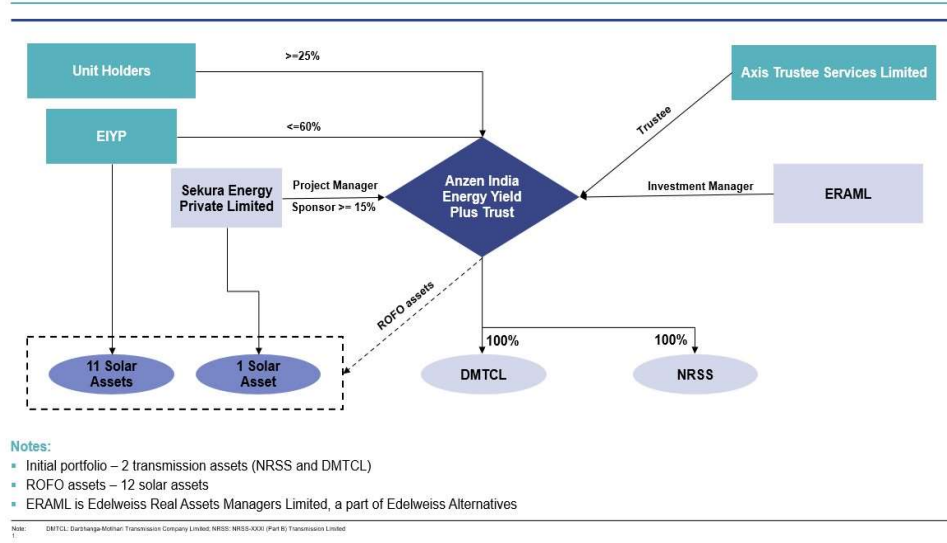 Unit Holders
>=25%
Axis Trustee Services Limited
EIYP
<=60%
Trustee
Sekura Energy
Private Limited
Project Manager
Sponsor >= 15%
Anzen India
Energy Yield
Plus Trust
Investment Manager
ERAML
ROFO assets
100%
100%
11 Solar
Assets
1 Solar
Asset
DMTCL
NRSS
Notes:
▪ Initial portfolio – 2 transmission assets (NRSS and DMTCL)
▪ ROFO assets – 12 solar assets
▪ ERAML is Edelweiss Real Assets Managers Limited, a part of Edelweiss Alternatives
Note: DMTCL: Darbhanga-Motihari Transmission Company Limited; NRSS: NRSS-XXXI (Part B) Transmission Limited
1